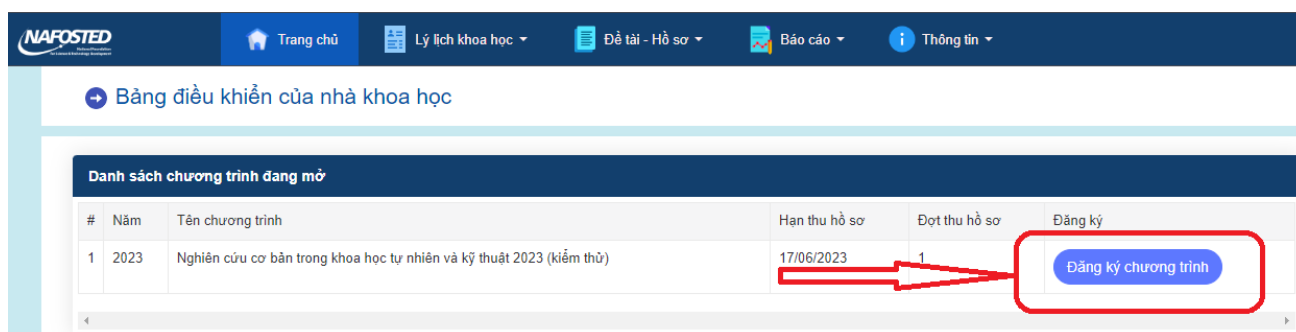 NAFOSTED
Trang chủ Lý lịch khoa học Đề tài - Hồ sơ Báo cáo i Thông tin
Bảng điều khiển của nhà khoa học
Danh sách chương trình đang mở
# Năm Tên chương trình Hạn thu hồ sơ Đợt thu hồ sơ Đăng ký
1 2023 Nghiên cứu cơ bản trong khoa học tự nhiên và kỹ thuật 2023 (kiểm thử) 17/06/2023 1 Đăng ký chương trình